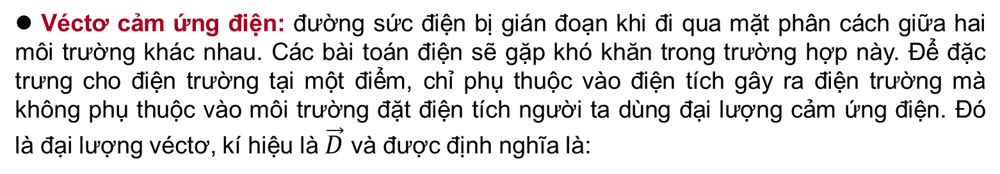 ● Véctơ cảm ứng điện: đường sức điện bị gián đoạn khi đi qua mặt phân cách giữa hai
môi trường khác nhau. Các bài toán điện sẽ gặp khó khăn trong trường hợp này. Để đặc
trưng cho điện trường tại một điểm, chỉ phụ thuộc vào điện tích gây ra điện trường mà
không phụ thuộc vào môi trường đặt điện tích người ta dùng đại lượng cảm ứng điện. Đó
là đại lượng véctơ, kí hiệu là $\overrightarrow{D}$ và được định nghĩa là: